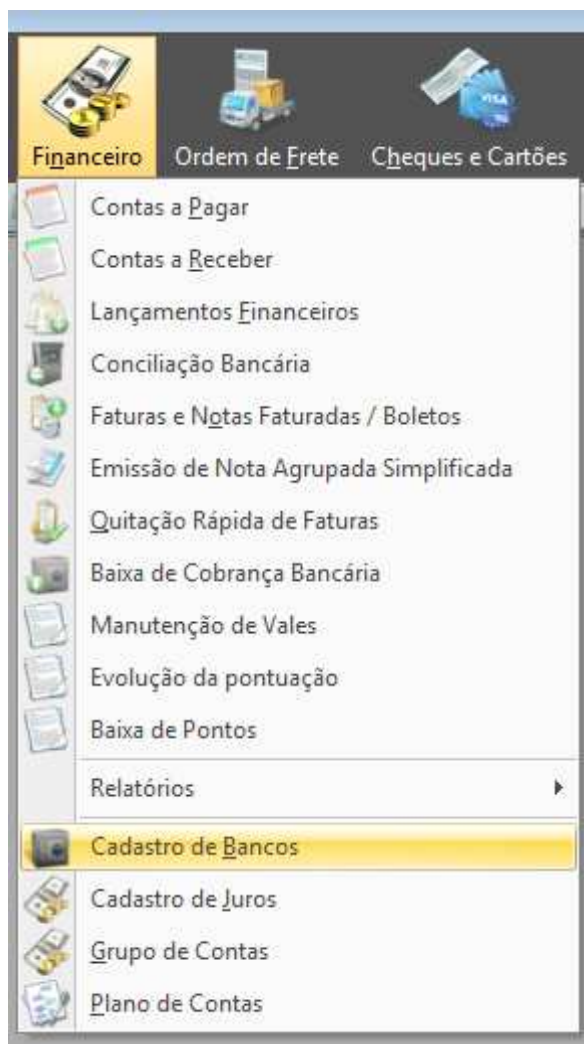 Financeiro Ordem de Frete Cheques e Cartões
VISA
Contas a Pagar
Contas a Receber
Lançamentos Financeiros
Conciliação Bancária
Faturas e Notas Faturadas / Boletos
Emissão de Nota Agrupada Simplificada
Quitação Rápida de Faturas
Baixa de Cobrança Bancária
Manutenção de Vales
Evolução da pontuação
Baixa de Pontos
Relatórios
Cadastro de Bancos
Cadastro de Juros
Grupo de Contas
Plano de Contas